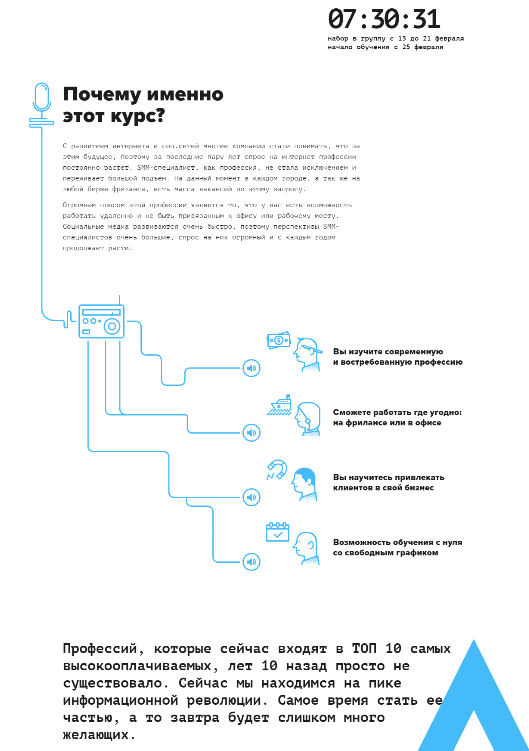 07:30:31
набор в группу с 15 до 21 февраля
начало обучения с 25 февраля
Почему именно
этот курс?
С развитием интернета и соц.сетей многие компании стали понимать, что за
этим будущее, поэтому за последние пару лет спрос на интернет профессии
постоянно растет. SMM-специалист, как профессия, не стала исключением и
переживает большой подъем. На данный момент в каждом городе, а так же на
любой бирже фриланса, есть масса вакансий по этому запросу.
Огромным плюсом этой профессии является то, что у вас есть возможность
работать удаленно и не быть привязанным к офису или рабочему месту.
Социальные медиа развиваются очень быстро, поэтому перспективы SMM-
специалистов очень большие, спрос на них огромный и с каждым годом
продолжает расти.
Вы изучите современную
и востребованную профессию
Сможете работать где угодно:
на фрилансе или в офисе
Вы научитесь привлекать
клиентов в свой бизнес
Возможность обучения с нуля
со свободным графиком
Профессий, которые сейчас входят в ТОП 10 самых
высокооплачиваемых, лет 10 назад просто не
существовало. Сейчас мы находимся на пике
информационной революции. Самое время стать ее
частью, а то завтра будет слишком много
желающих.